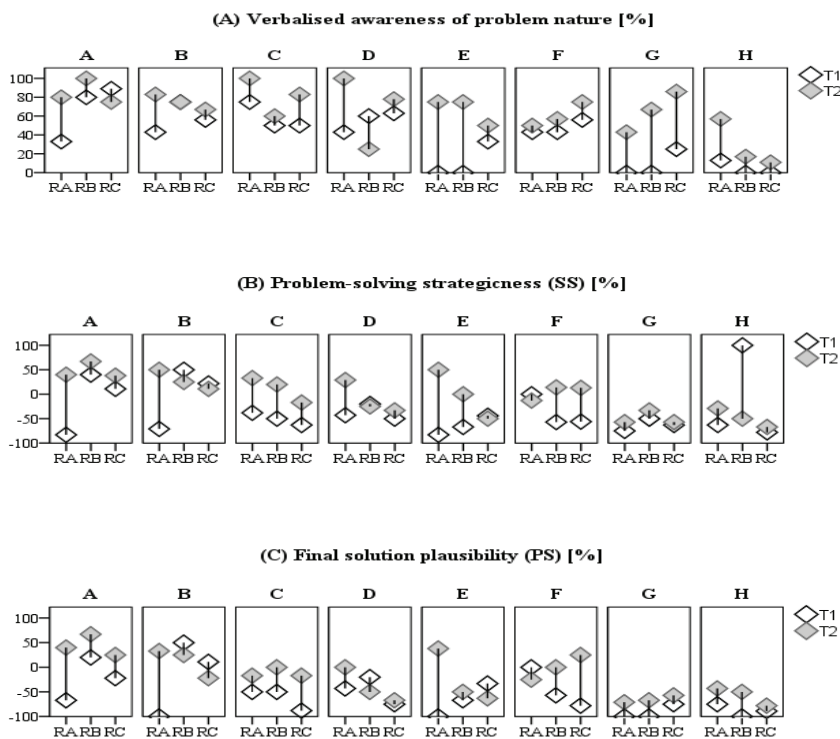 (A) Verbalised awareness of problem nature [%]
A B C D E F G H
T1
T2
100
80
60
40
20
0
RA RB RC RA RB RC RA RB RC RA RB RC RA RB RC RA RB RC RA RB RC RA RB RC
(B) Problem-solving strategicness (SS) [%]
A B C D E F G H
T1
T2
100
50
0
-50
-100
RA RB RC RA RB RC RA RB RC RA RB RC RA RB RC RA RB RC RA RB RC RA RB RC
(C) Final solution plausibility (PS) [%]
A B C D E F G H
T1
T2
100
50
0
-50
-100
RA RB RC RA RB RC RA RB RC RA RB RC RA RB RC RA RB RC RA RB RC RA RB RC